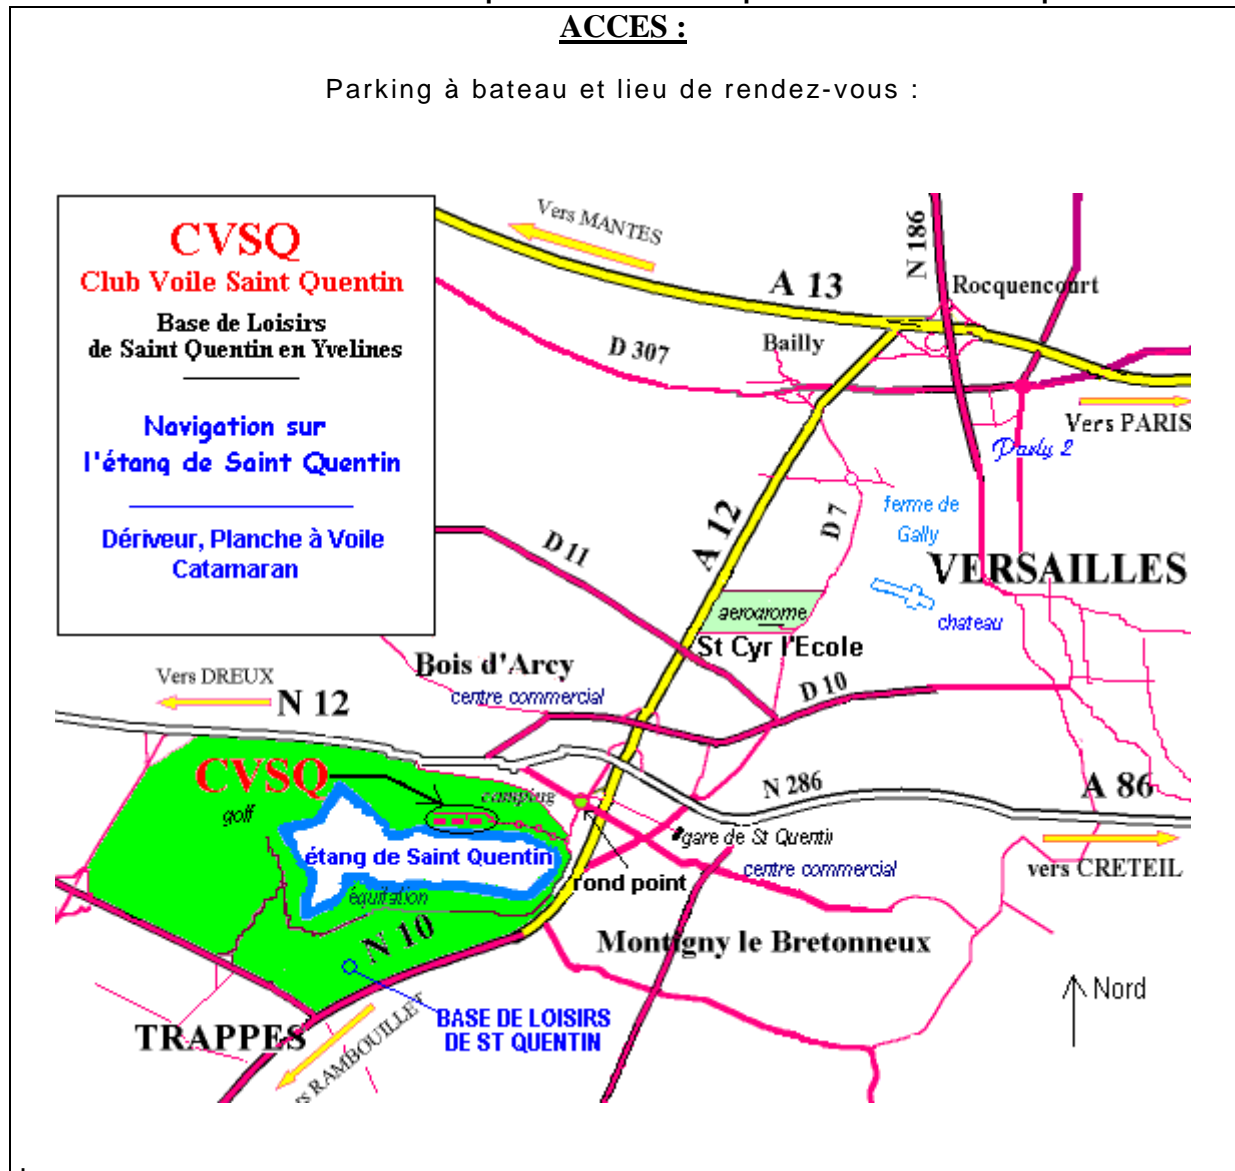 ACCES :
Parking à bateau et lieu de rendez-vous :
CVSQ
Club Voile Saint Quentin
Base de Loisirs
de Saint Quentin en Yvelines
Navigation sur
l'étang de Saint Quentin
Dériveur, Planche à Voile
Catamaran
Vers MANTES
A 13
N 186
Rocquencourt
D 307
Bailly
Vers PARIS
Parly 2
A 12
D 7
ferme de
Gally
D 11
VERSAILLES
aerodrome
chateau
St Cyr l'Ecole
Bois d'Arcy
centre commercial
D 10
Vers DREUX
N 12
CVSQ
golf
camping
N 286
A 86
gare de St Quentin
étang de Saint Quentin
centre commercial
vers CRETEIL
rond point
équitation
N 10
Montigny le Bretonneux
Nord
BASE DE LOISIRS
DE ST QUENTIN
TRAPPES
rs RAMBOUILLET
.